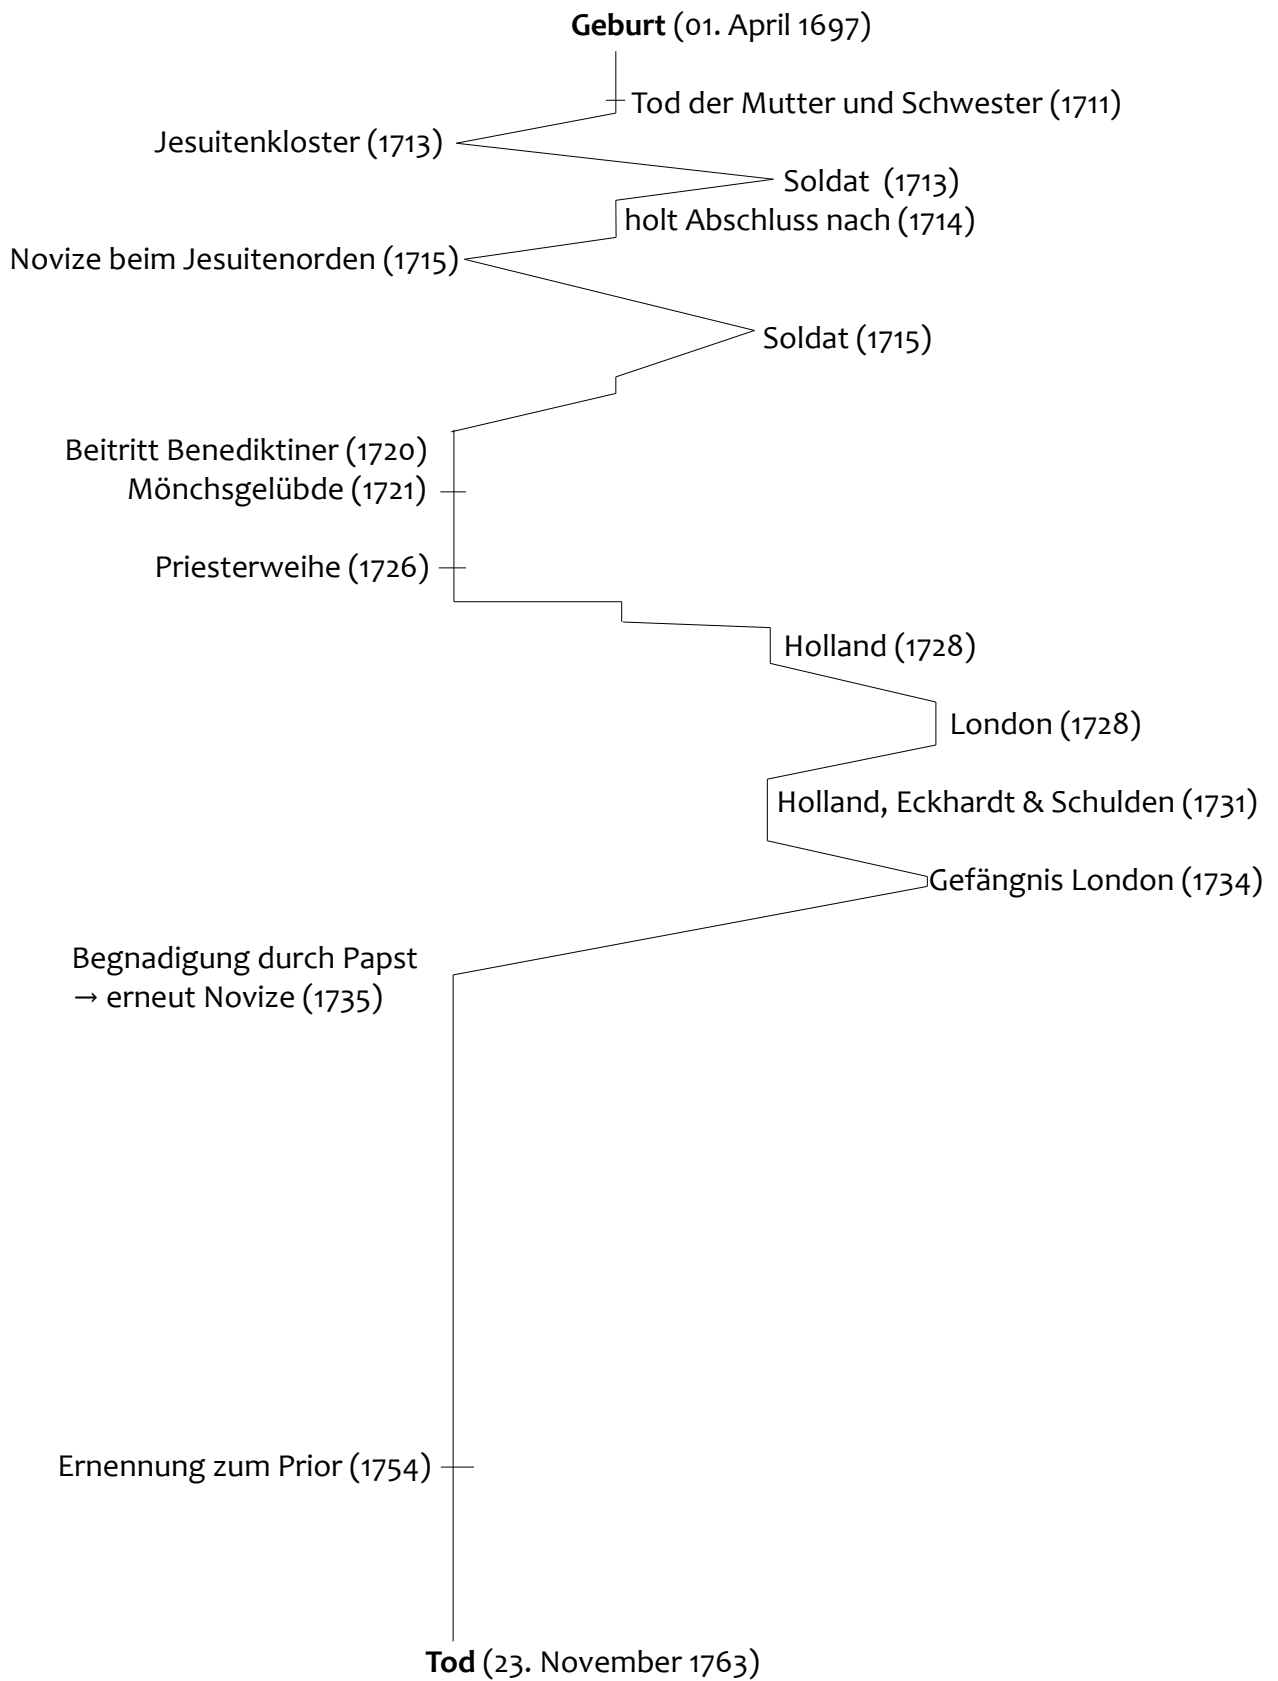 Geburt (01. April 1697)
Tod der Mutter und Schwester (1711)
Jesuitenkloster (1713)
Soldat (1713)
holt Abschluss nach (1714)
Novize beim Jesuitenorden (1715)
Soldat (1715)
Beitritt Benediktiner (1720)
Mönchsgelübde (1721)
Priesterweihe (1726)
Holland (1728)
London (1728)
Holland, Eckhardt & Schulden (1731)
Gefängnis London (1734)
Begnadigung durch Papst
→ erneut Novize (1735)
Ernennung zum Prior (1754)
Tod (23. November 1763)